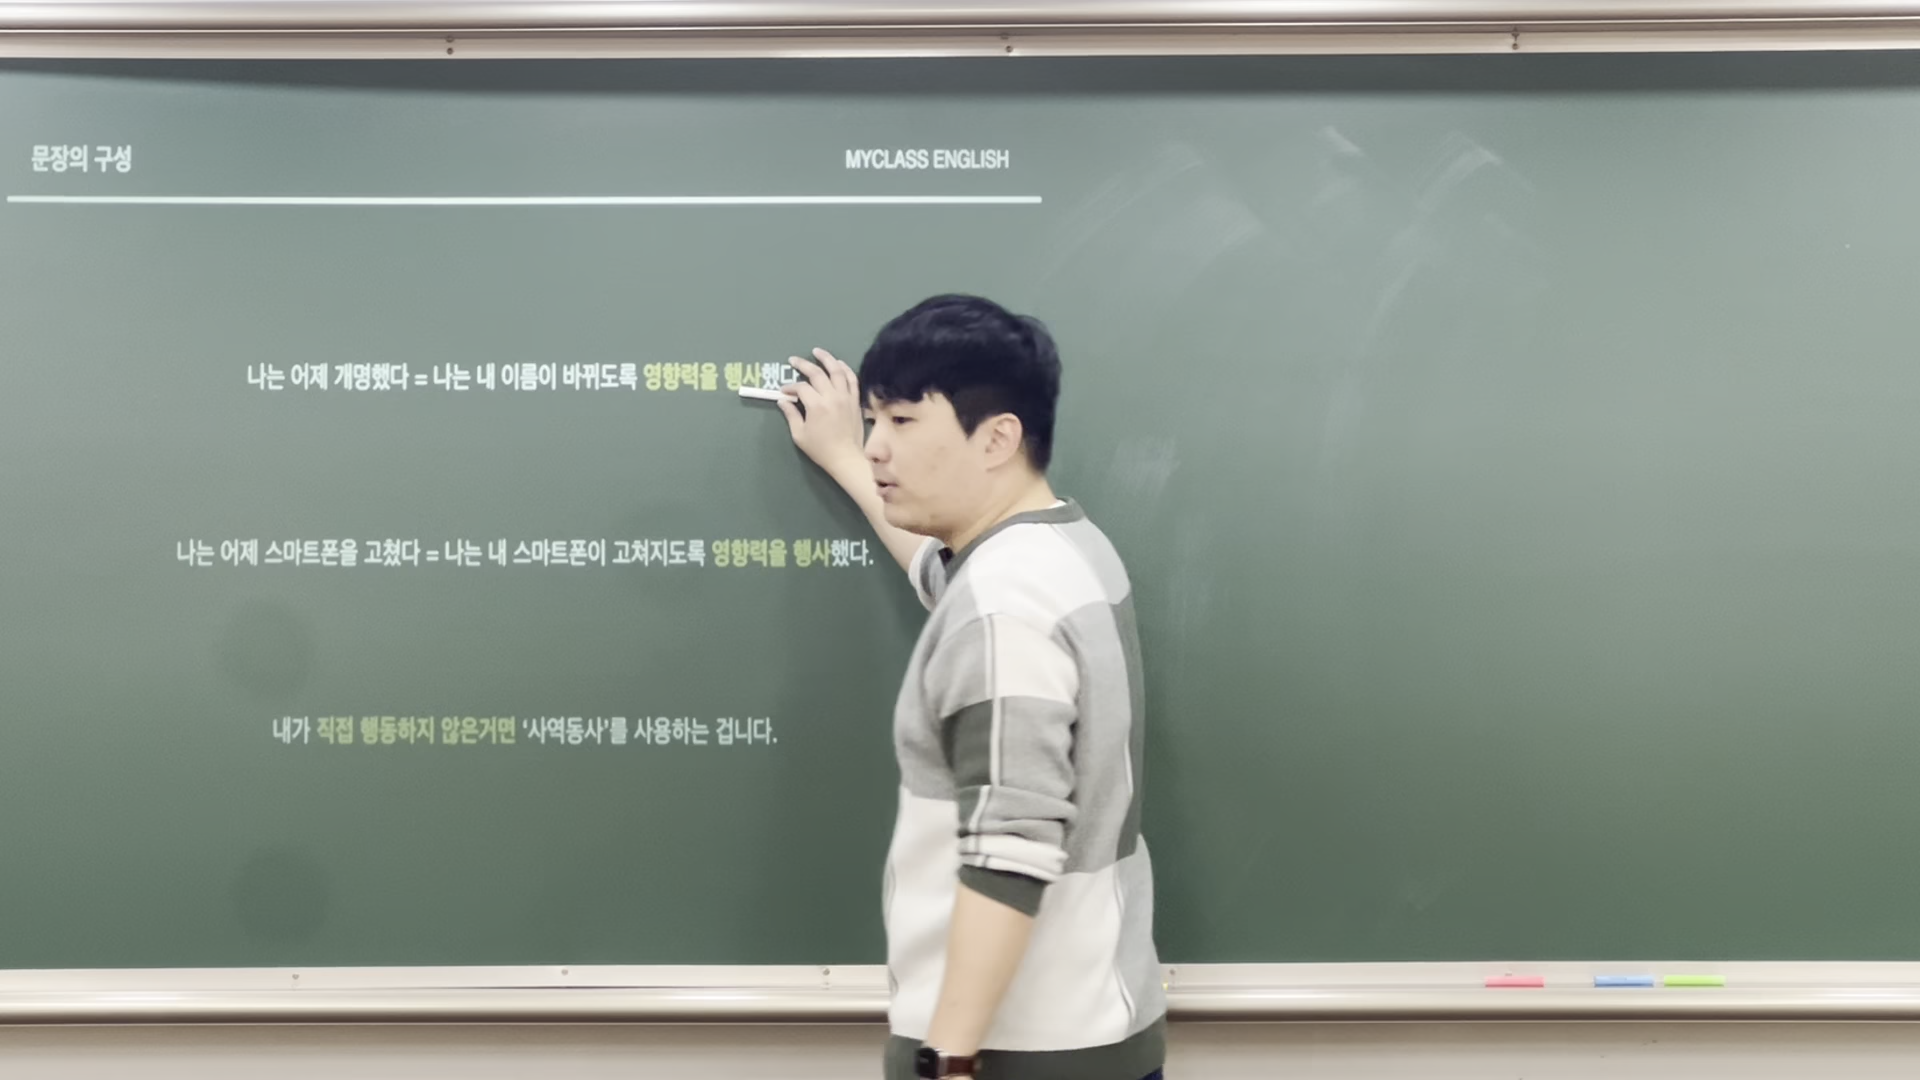 문장의 구성
MYCLASS ENGLISH
나는 어제 개명했다 = 나는 내 이름이 바뀌도록 영향력을 행사했다
나는 어제 스마트폰을 고쳤다 = 나는 내 스마트폰이 고쳐지도록 영향력을 행사했다.
내가 직접 행동하지 않은거면 ‘사역동사’를 사용하는 겁니다.